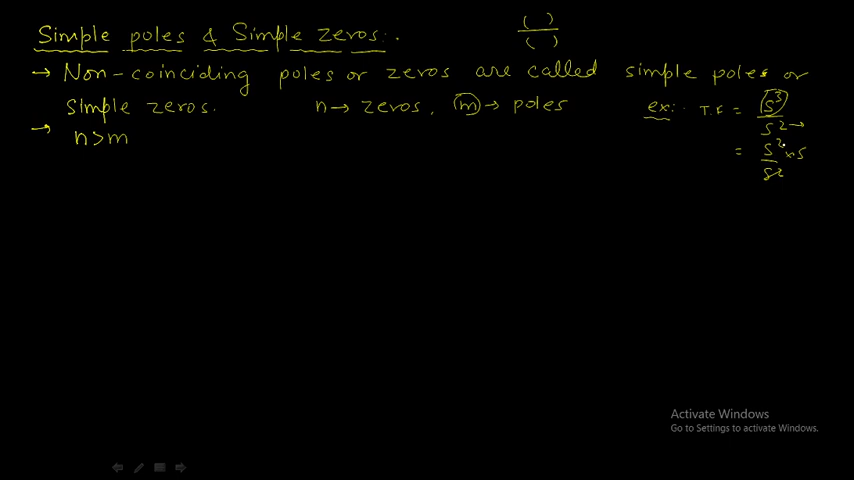 Simple poles & Simple zeros:.
( )
( )
→ Non-coinciding poles or zeros are called simple poles or
simple zeros. n → zeros, m → poles ex:- T.F = s³
s² →
→ n>m
= s² × s
s²
Activate Windows
Go to Settings to activate Windows.